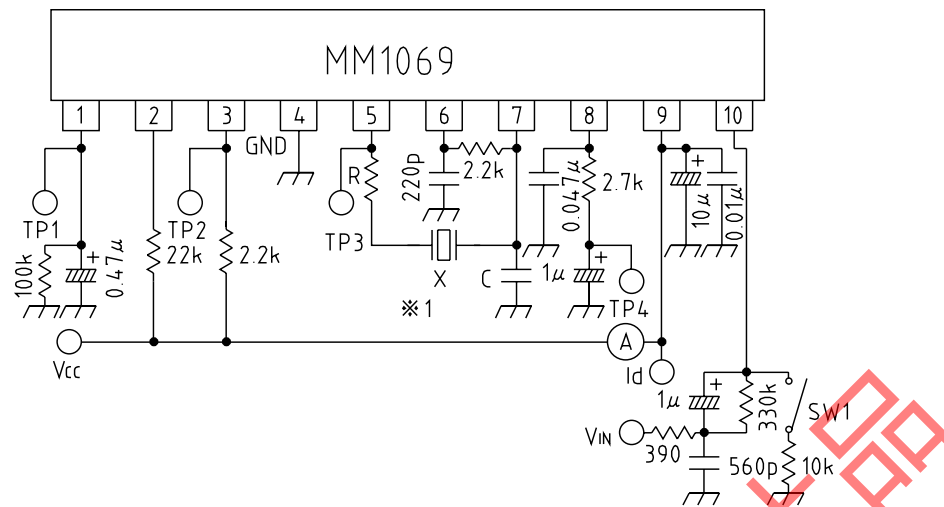 MM1069
1 2 3 4 5 6 7 8 9 10
GND
TP1
TP2
TP3
TP4
R
220p
2.2k
0.047μ
2.7k
10μ
+
0.01μ
100k
+
0.47μ
22k
2.2k
X
※1
C
1μ
+
Vcc
A
Id
1μ
+
330k
SW1
VIN
390
560p
10k